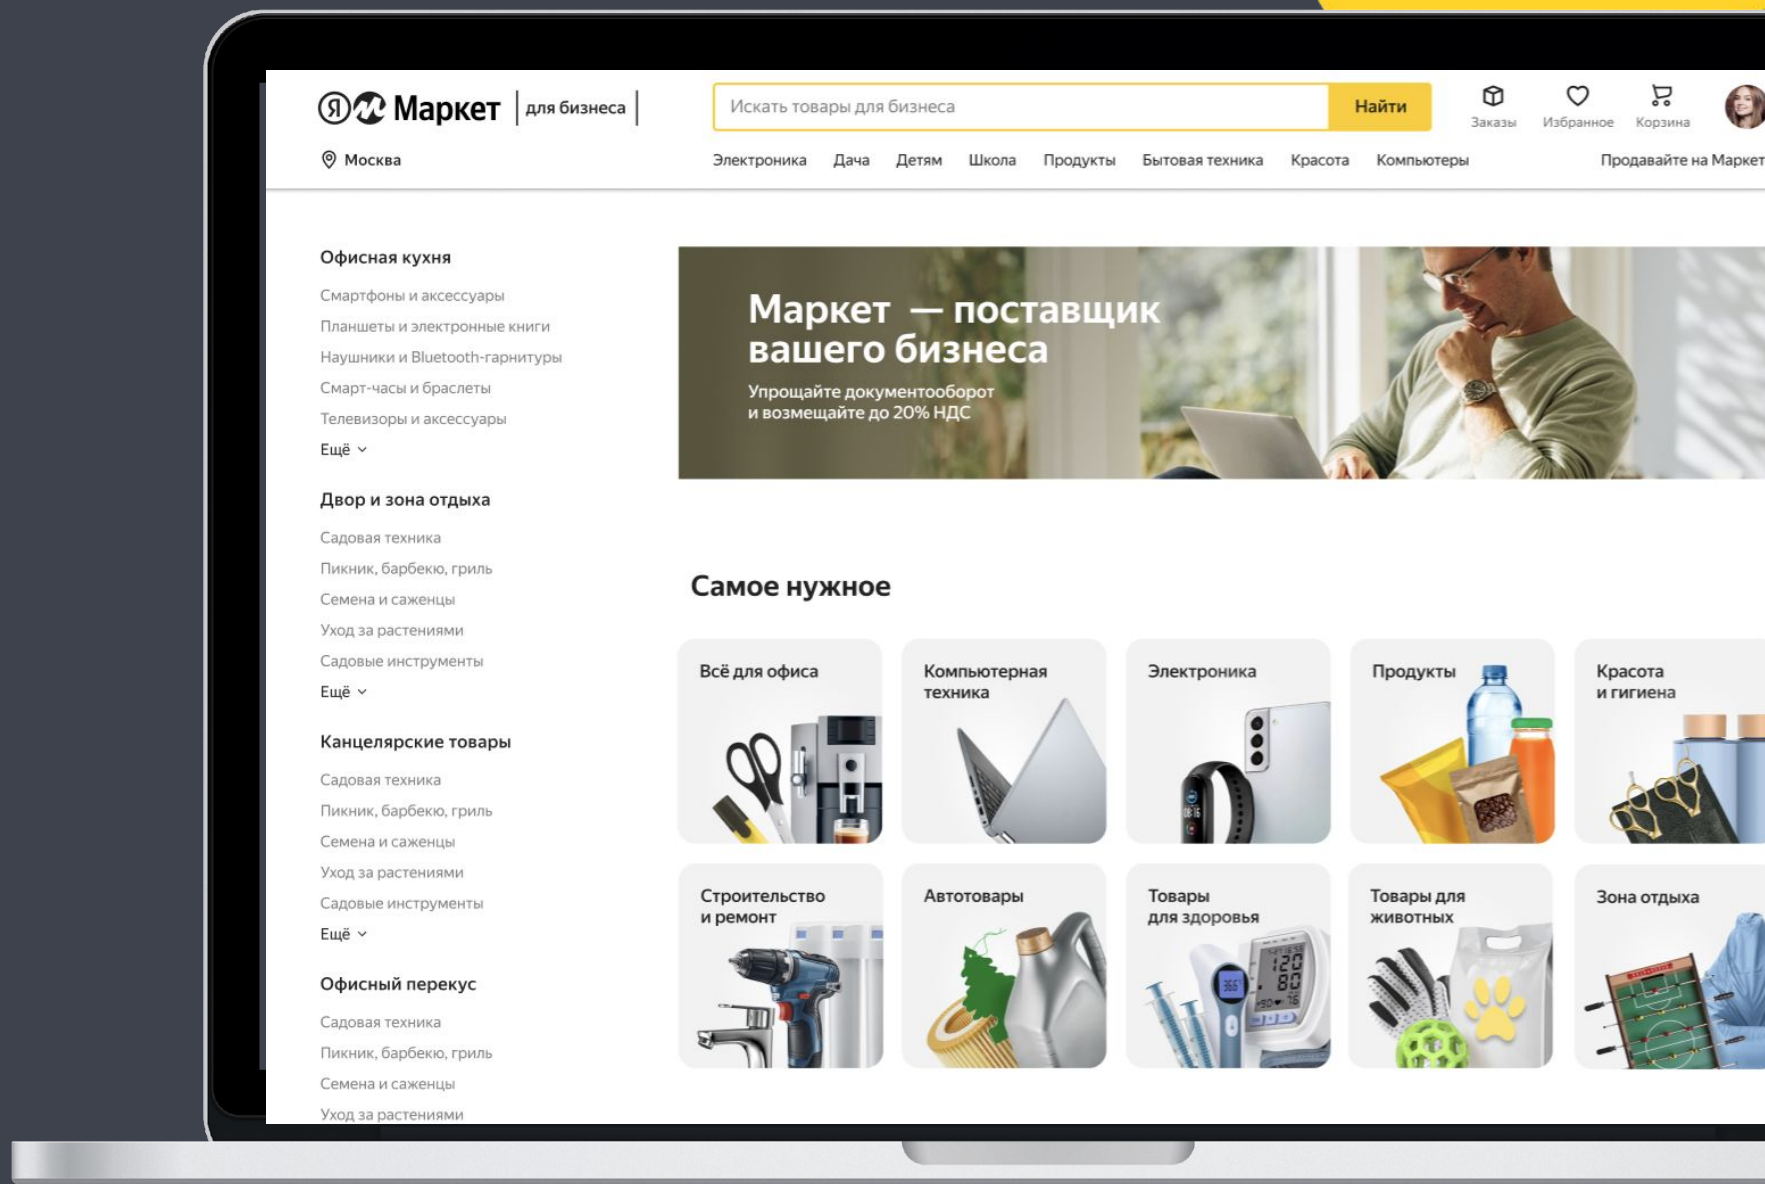 Я Маркет для бизнеса
Искать товары для бизнеса
Найти
Заказы
Избранное
Корзина
Москва
Электроника Дача Детям Школа Продукты Бытовая техника Красота Компьютеры
Продавайте на Маркет
Офисная кухня
Смартфоны и аксессуары
Планшеты и электронные книги
Наушники и Bluetooth-гарнитуры
Смарт-часы и браслеты
Телевизоры и аксессуары
Ещё
Двор и зона отдыха
Садовая техника
Пикник, барбекю, гриль
Семена и саженцы
Уход за растениями
Садовые инструменты
Ещё
Канцелярские товары
Садовая техника
Пикник, барбекю, гриль
Семена и саженцы
Уход за растениями
Садовые инструменты
Ещё
Офисный перекус
Садовая техника
Пикник, барбекю, гриль
Семена и саженцы
Уход за растениями
Маркет — поставщик
вашего бизнеса
Упрощайте документооборот
и возмещайте до 20% НДС
Самое нужное
Всё для офиса
Компьютерная
техника
Электроника
08:16
Продукты
Красота
и гигиена
Строительство
и ремонт
Автотовары
Товары
для здоровья
36.6
120
80
Товары для
животных
Зона отдыха